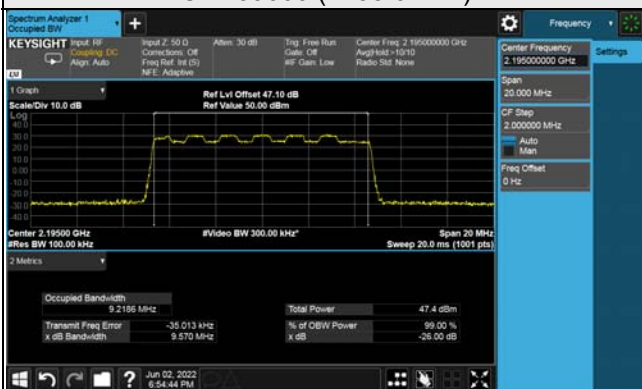 Spectrum Analyzer 1
Occupied BW
Frequency
KEYSIGHT
Input: RF
Coupling: DC
Align: Auto
Input Z: 50 Ω
Corrections: Off
Freq Ref: Int (S)
NFE: Adaptive
Atten: 30 dB
Trig: Free Run
Gate: Off
#IF Gain: Low
Center Freq: 2.195000000 GHz
Avg|Hold:>10/10
Radio Std: None
Center Frequency
2.195000000 GHz
Settings
Span
20.000 MHz
CF Step
2.000000 MHz
Auto
Man
Freq Offset
0 Hz
1 Graph
Scale/Div 10.0 dB
Ref Lvl Offset 47.10 dB
Ref Value 50.00 dBm
Log
40.0
30.0
20.0
10.0
0.00
-10.0
-20.0
-30.0
-40.0
Center 2.19500 GHz
#Res BW 100.00 kHz
#Video BW 300.00 kHz*
Span 20 MHz
Sweep 20.0 ms (1001 pts)
2 Metrics
Occupied Bandwidth
9.2186 MHz
Total Power
47.4 dBm
Transmit Freq Error
-35.013 kHz
% of OBW Power
99.00 %
x dB Bandwidth
9.570 MHz
x dB
-26.00 dB
?
Jun 02, 2022
6:54:44 PM